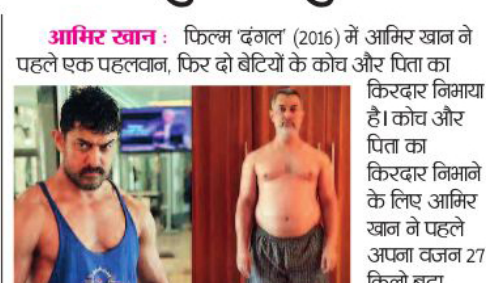 आमिर खान : फिल्म 'दंगल' (2016) में आमिर खान ने
पहले एक पहलवान, फिर दो बेटियों के कोच और पिता का
किरदार निभाया
है। कोच और
पिता का
किरदार निभाने
के लिए आमिर
खान ने पहले
अपना वजन 27